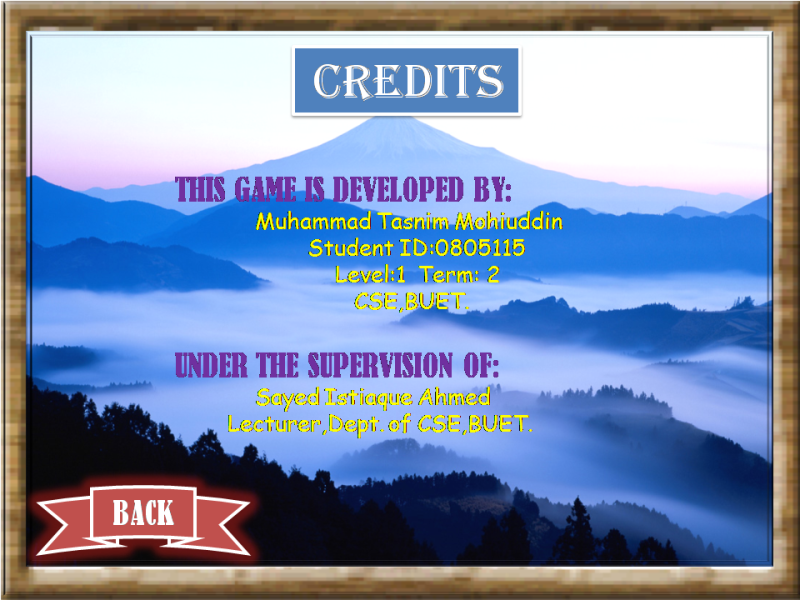 CREDITS
THIS GAME IS DEVELOPED BY:
Muhammad Tasnim Mohiuddin
Student ID:0805115
Level:1 Term: 2
CSE,BUET.
UNDER THE SUPERVISION OF:
Sayed Istiaque Ahmed
Lecturer,Dept. of CSE,BUET.
BACK